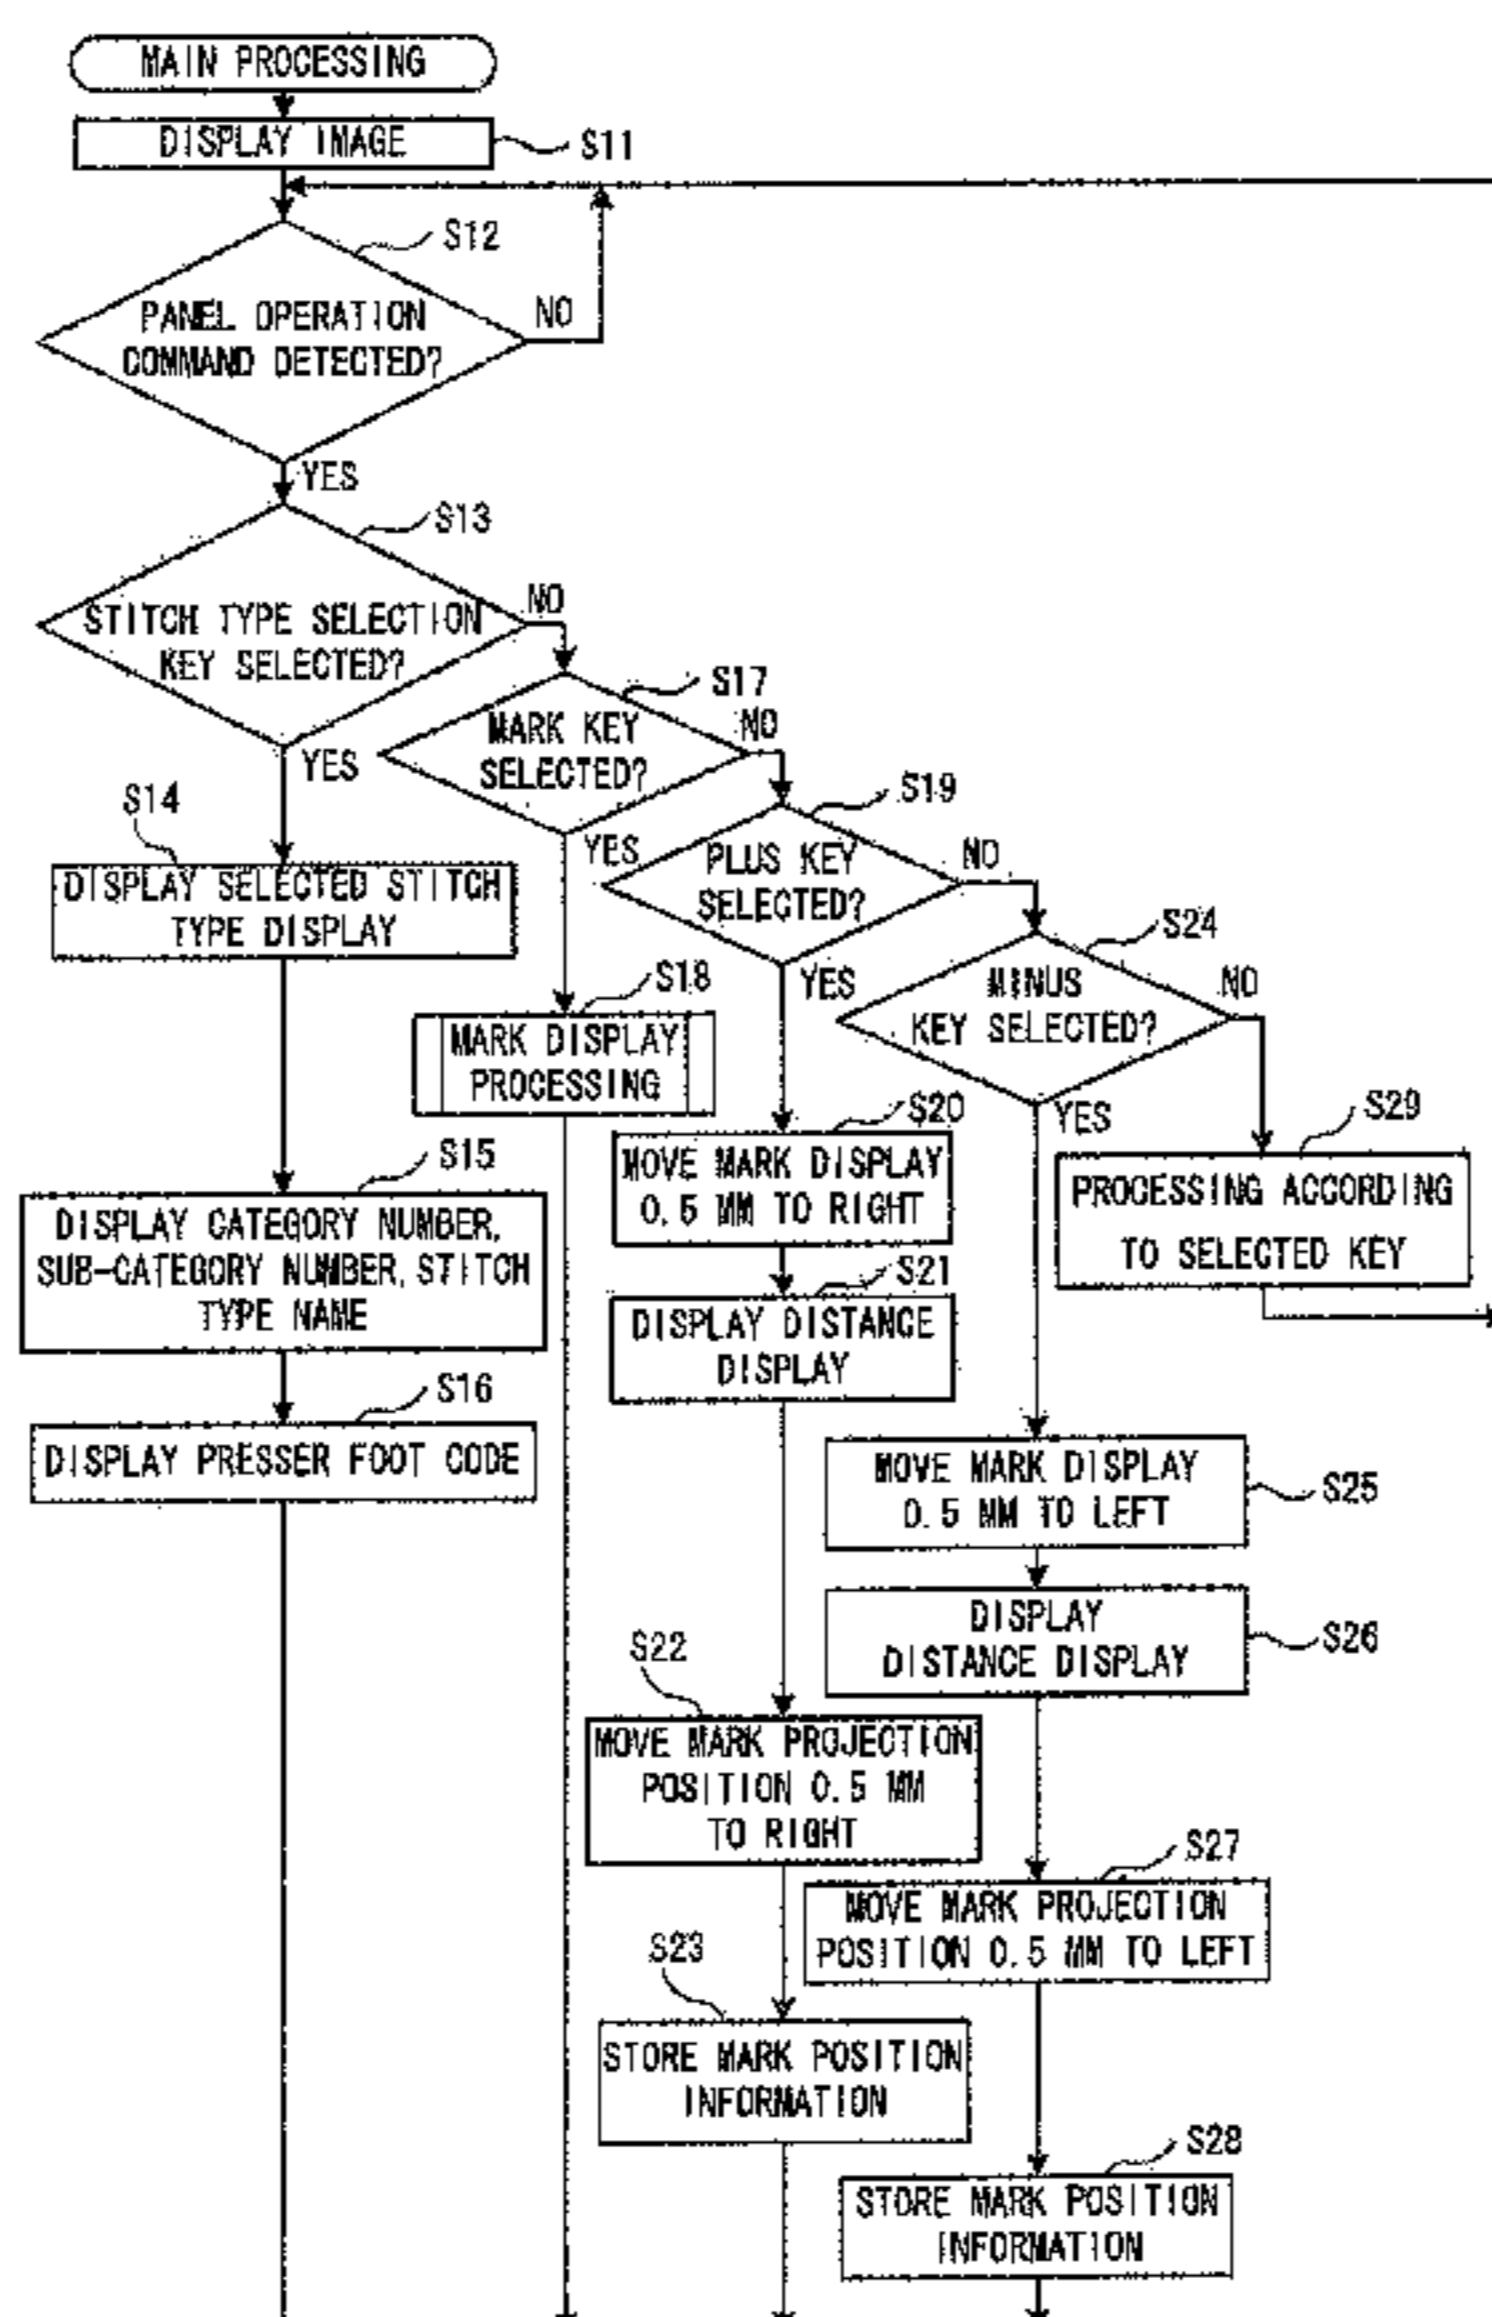 MAIN PROCESSING
DISPLAY IMAGE
S11
S12
PANEL OPERATION
COMMAND DETECTED?
NO
YES
S13
STITCH TYPE SELECTION
KEY SELECTED?
NO
YES
S17
MARK KEY
SELECTED?
NO
YES
S14
DISPLAY SELECTED STITCH
TYPE DISPLAY
S19
PLUS KEY
SELECTED?
NO
YES
S24
MINUS
KEY SELECTED?
NO
YES
S18
MARK DISPLAY
PROCESSING
S20
MOVE MARK DISPLAY
0.5 MM TO RIGHT
S29
PROCESSING ACCORDING
TO SELECTED KEY
S15
DISPLAY CATEGORY NUMBER,
SUB-CATEGORY NUMBER, STITCH
TYPE NAME
S21
DISPLAY DISTANCE
DISPLAY
S16
DISPLAY PRESSER FOOT CODE
MOVE MARK DISPLAY
0.5 MM TO LEFT
S25
DISPLAY
DISTANCE DISPLAY
S26
S22
MOVE MARK PROJECTION
POSITION 0.5 MM
TO RIGHT
S27
MOVE MARK PROJECTION
POSITION 0.5 MM TO LEFT
S23
STORE MARK POSITION
INFORMATION
S28
STORE MARK POSITION
INFORMATION